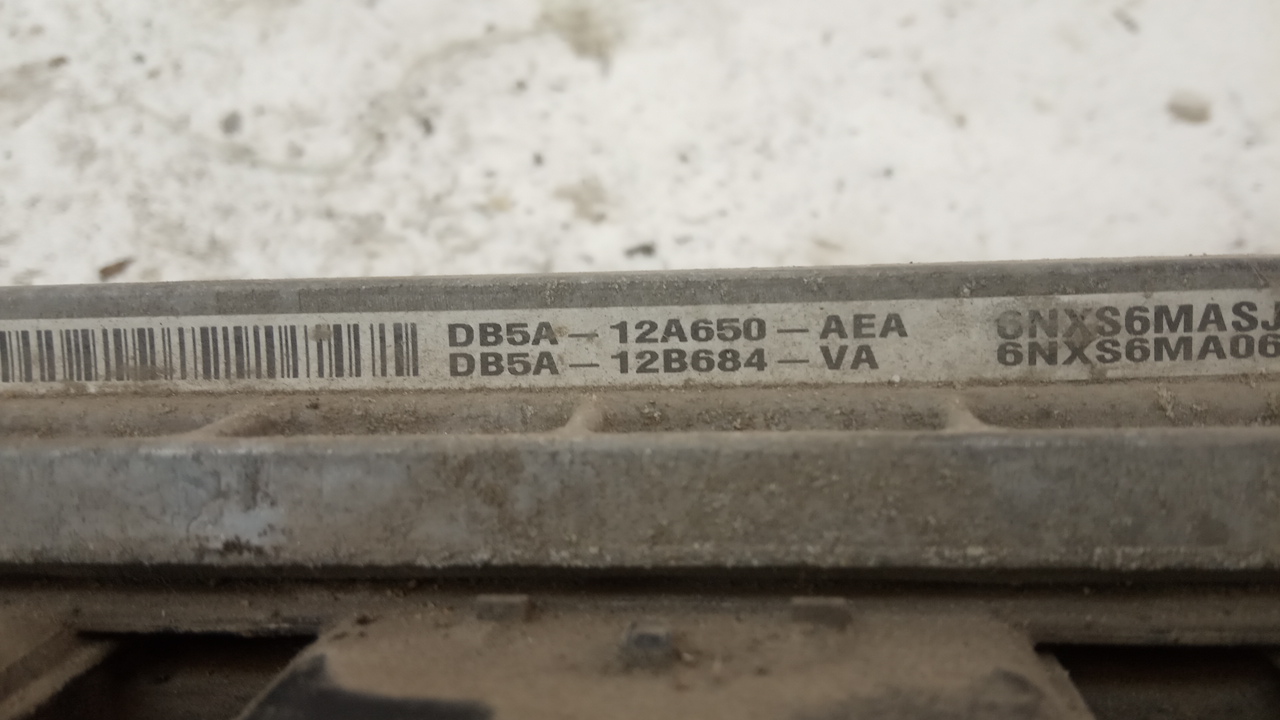 DB5A-12A650-AEA 6NXS6MASJ
DB5A-12B684-VA 6NXS6MA06